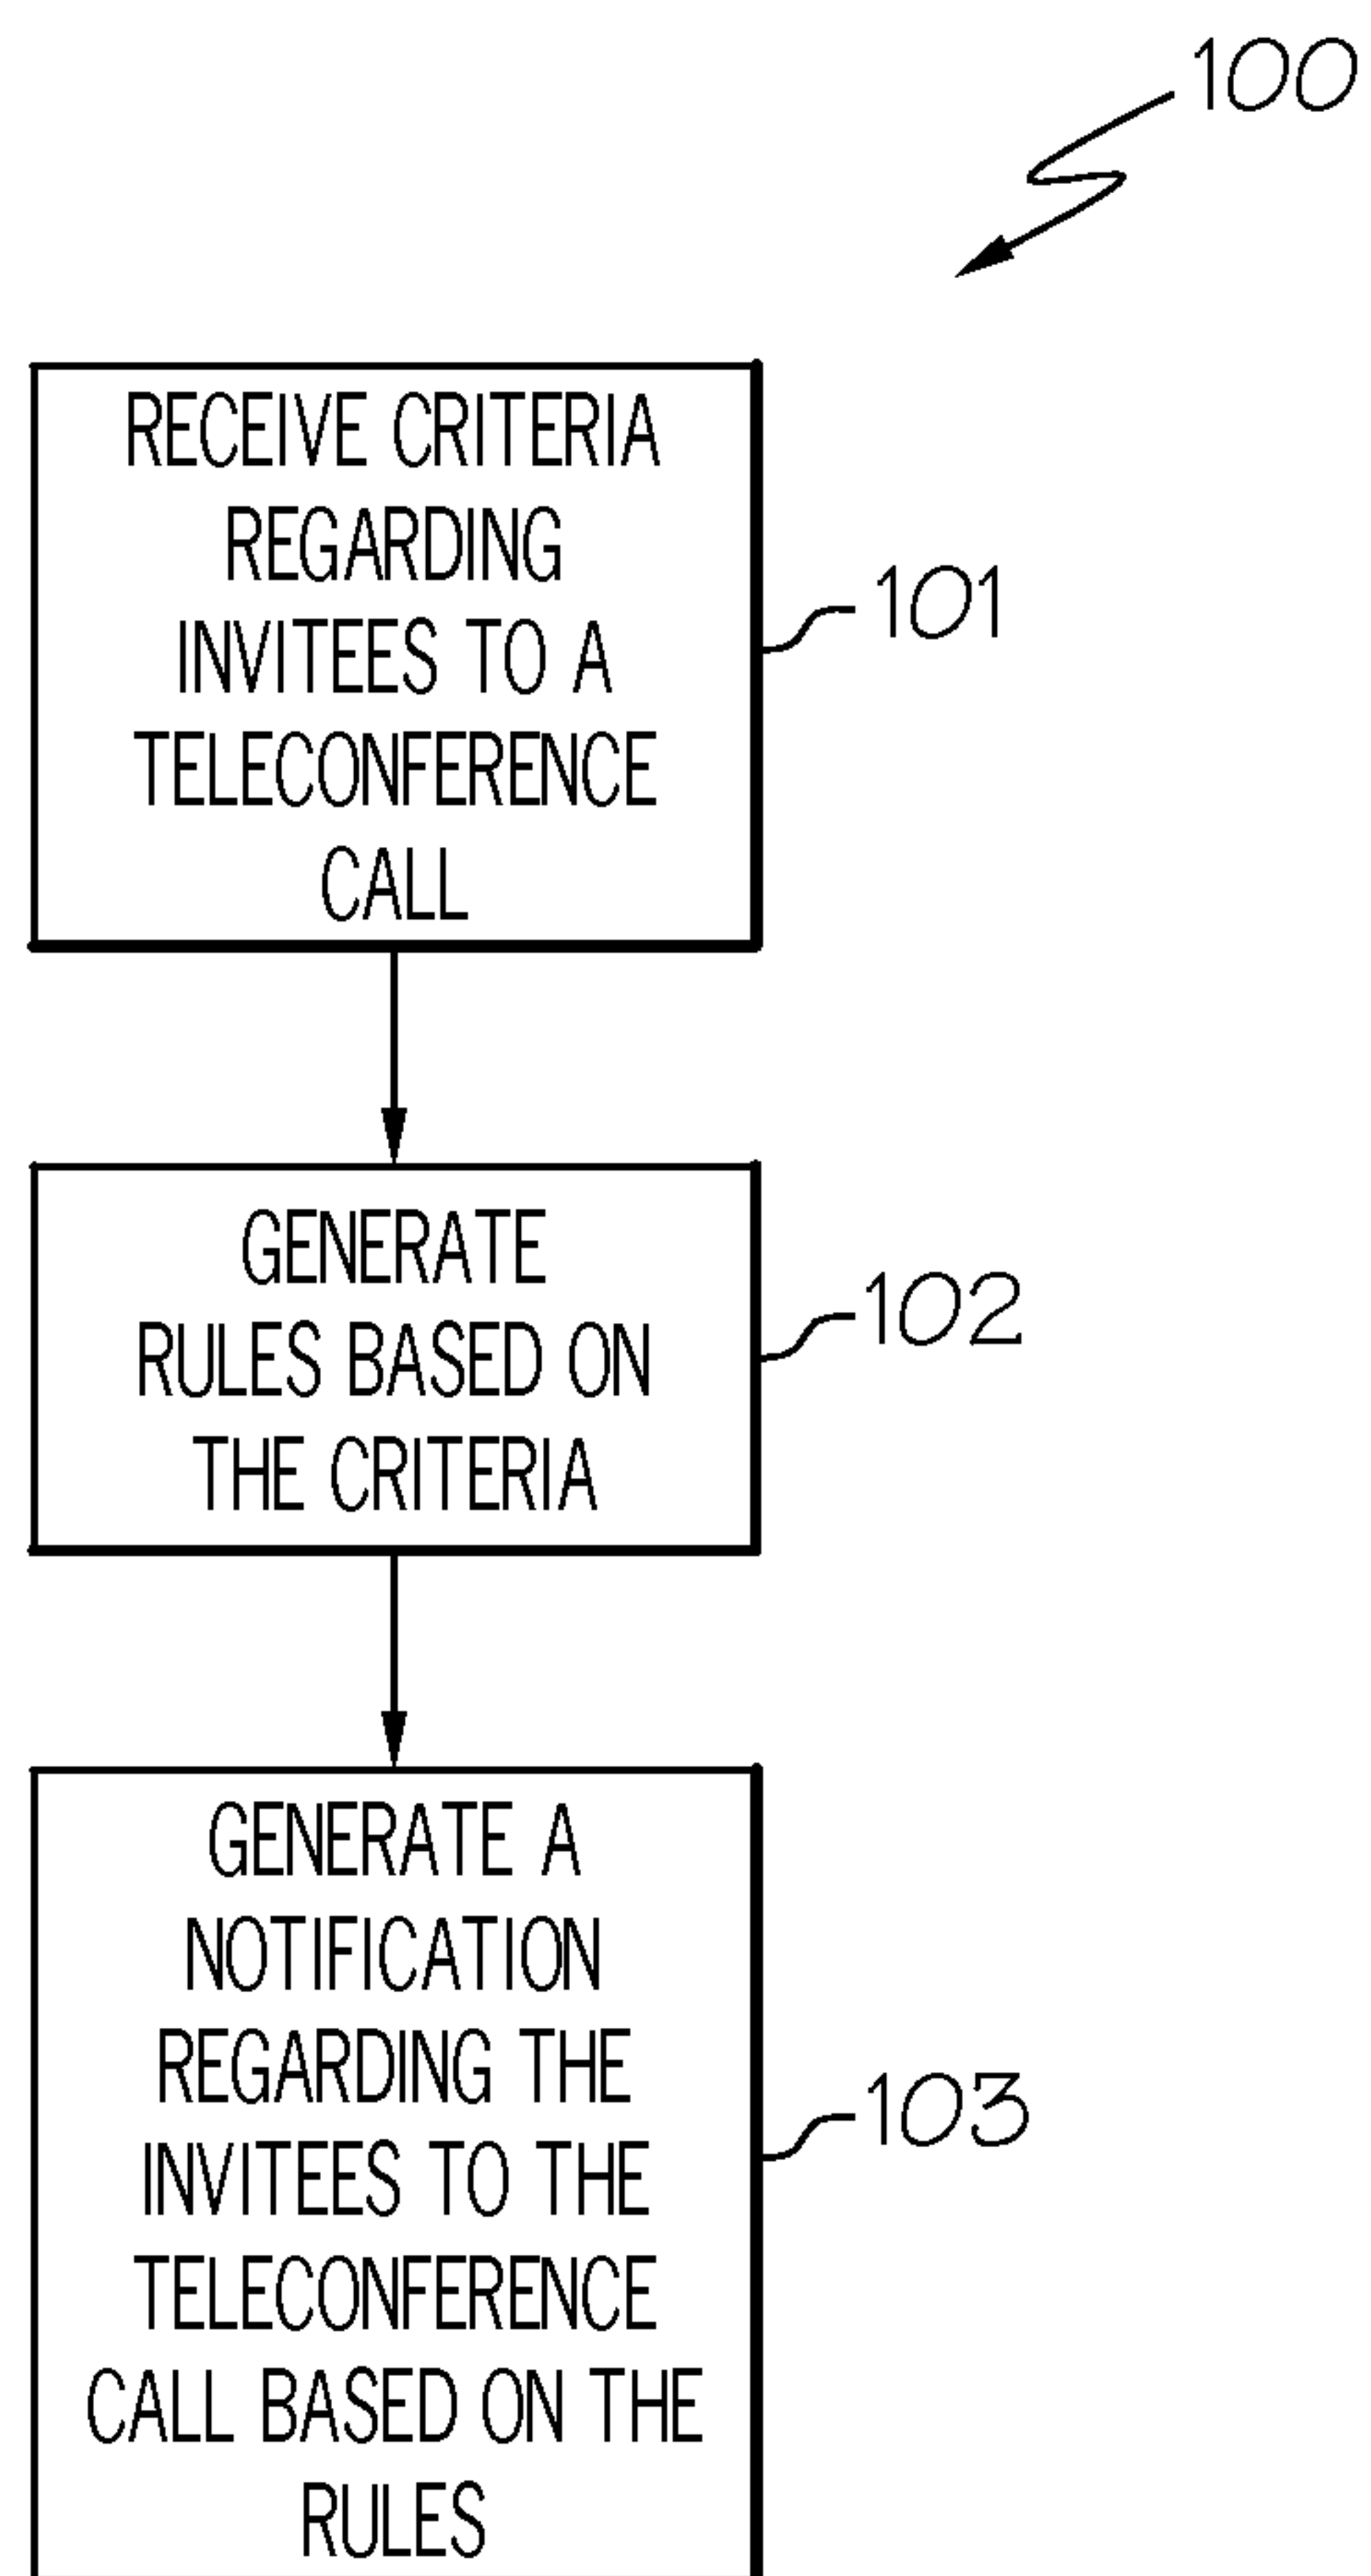 100
RECEIVE CRITERIA
REGARDING
INVITEES TO A
TELECONFERENCE
CALL
101
GENERATE
RULES BASED ON
THE CRITERIA
102
GENERATE A
NOTIFICATION
REGARDING THE
INVITEES TO THE
TELECONFERENCE
CALL BASED ON THE
RULES
103